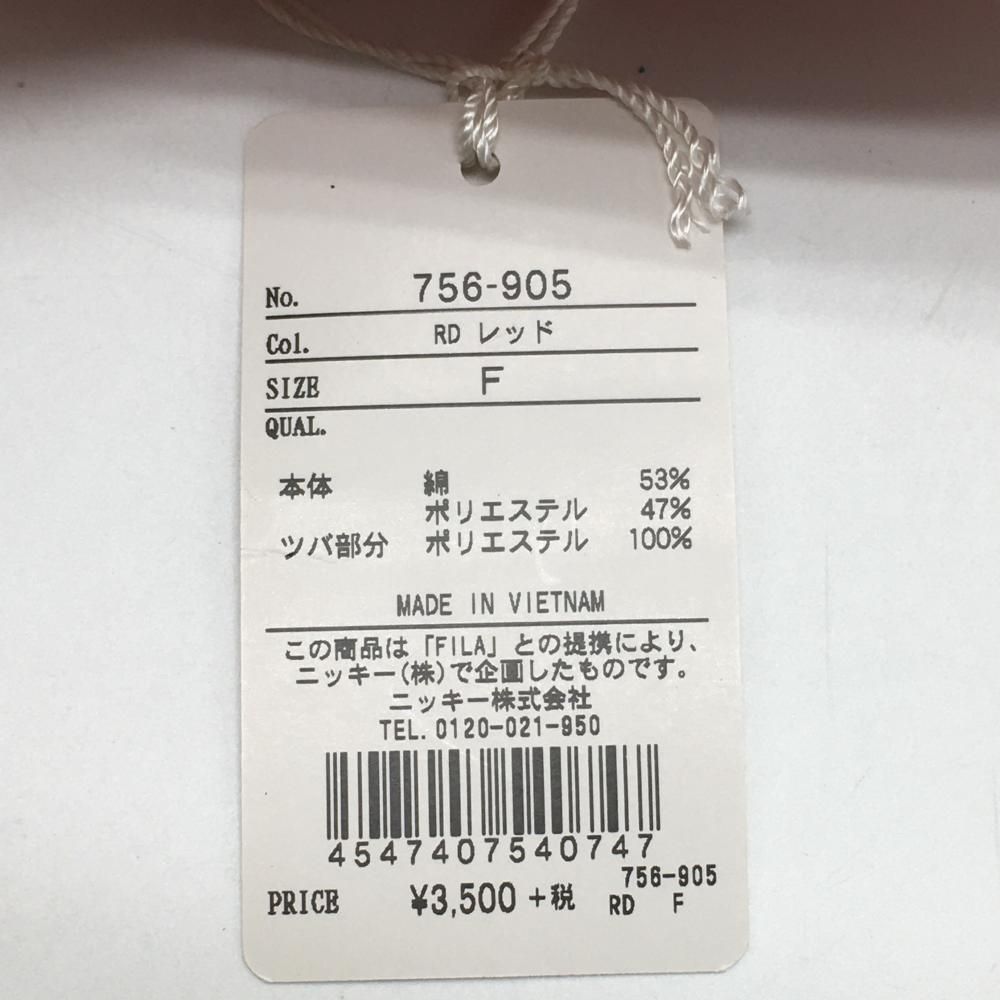 No. 756-905
Col. RD レッド
SIZE F
QUAL.
本体 綿 53%
ポリエステル 47%
ツバ部分 ポリエステル 100%
MADE IN VIETNAM
この商品は「FILA」との提携により、
ニッキー(株)で企画したものです。
ニッキー株式会社
TEL. 0120-021-950
4547407540747
756-905
PRICE ¥3,500 +税 RD F